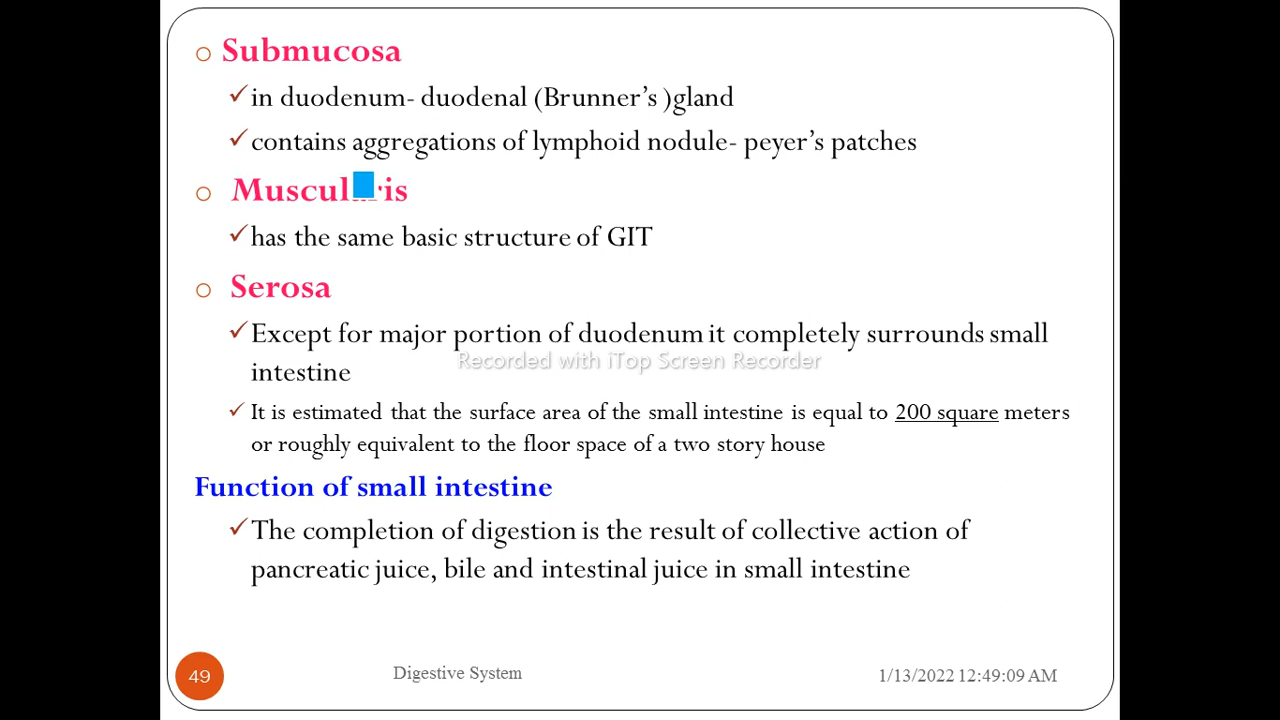 Submucosa
in duodenum- duodenal (Brunner's )gland
contains aggregations of lymphoid nodule- peyer's patches
has the same basic structure of GIT
Serosa
Except for major portion of duodenum it completely surrounds small
Recorded with iTop Screen Recorder
intestine
It is estimated that the surface area of the small intestine is equal to 200 square meters
or roughly equivalent to the floor space of a two story house
Function of small intestine
The completion of digestion is the result of collective action of
pancreatic juice, bile and intestinal juice in small intestine
49
Digestive System
1/13/2022 12:49:09 AM